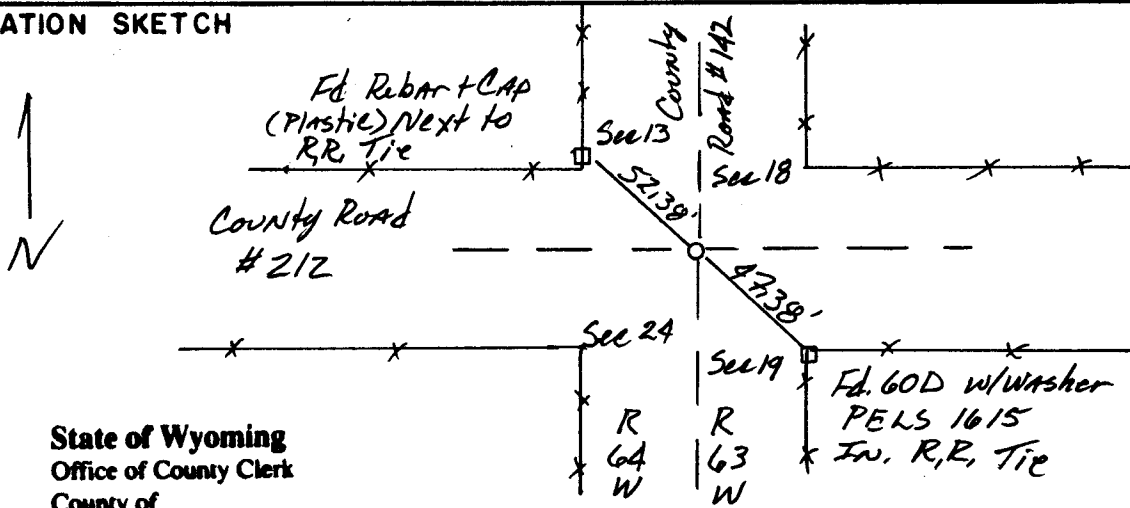 ATION SKETCH
County
Road #142
Fd Rebar + CAP
(Plastic) Next to
R.R. Tie
Sec 13
Sec 18
52.38'
County Road
#212
N
47.38'
Sec 24
Sec 19
Fd. 60D w/washer
PELS 1615
In. R.R. Tie
R
64
W
R
63
W
State of Wyoming
Office of County Clerk
County of